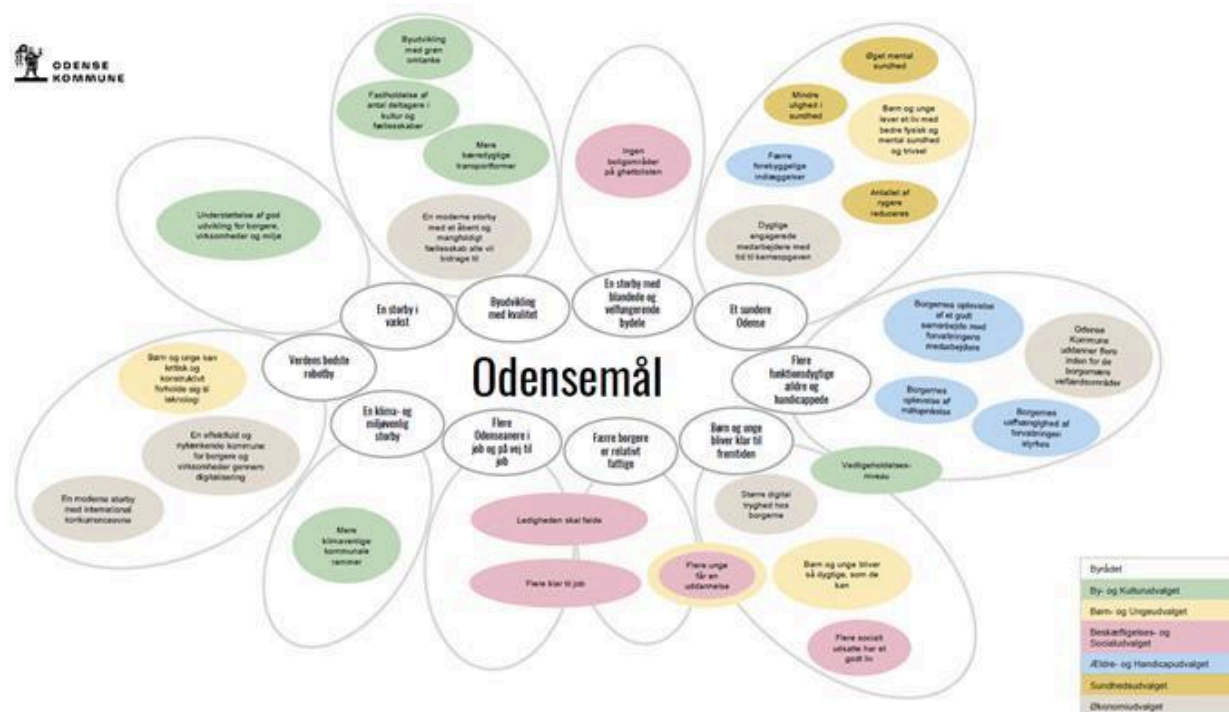 ODENSE
KOMMUNE
Byudvikling
med grøn
omtanke
Fastholdelse af
antal deltagere i
kultur og
fællesskaber
Mere
bæredygtige
transportformer
En moderne storby
med et åbent og
mangfoldigt
fællesskab alle vil
bidrage til
Understøttelse af god
udvikling for borgere,
virksomheder og miljø
Ingen
boligområder
på ghettolisten
Øget mental
sundhed
Mindre
ulighed i
sundhed
Børn og unge
lever et liv med
bedre fysisk og
mental sundhed
og trivsel
Færre
forebyggelige
indlæggelser
Antallet af
rygere
reduceres
Dygtige
engagerede
medarbejdere med
tid til kerneopgaven
En storby i
vækst
Byudvikling
med kvalitet
En storby med
blandede og
velfungerende
bydele
Et sundere
Odense
Verdens bedste
robotby
Odensemål
Flere
funktionsdygtige
ældre og
handicappede
En klima- og
miljøvenlig
storby
Flere
Odenseanere i
job og på vej til
job
Færre borgere
er relativt
fattige
Børn og unge
bliver klar til
fremtiden
Borgernes oplevelse
af et godt
samarbejde med
forvaltningens
medarbejdere
Odense
Kommune
uddanner flere
inden for de
borgernære
velfærdsområder
Borgernes
oplevelse af
Borgernes
uafhængighed af
forvaltningen
styrkes
Børn og unge kan
kritisk og
konstruktivt
forholde sig til
teknologi
En effektfuld og
nytænkende kommune
for borgere og
virksomheder gennem
digitalisering
En moderne storby
med international
konkurrenceevne
Mere
klimavenlige
kommunale
rammer
Ledigheden skal falde
Flere klar til job
Flere unge
får en
uddannelse
Vedligeholdelses-
niveau
Større digital
tryghed hos
borgerne
Børn og unge bliver
så dygtige, som de
kan
Flere socialt
udsatte har et
godt liv
Byrådet
By- og Kulturudvalget
Børn- og Ungeudvalget
Beskæftigelses- og
Socialudvalget
Ældre- og Handicapudvalget
Sundhedsudvalget
Økonomiudvalget